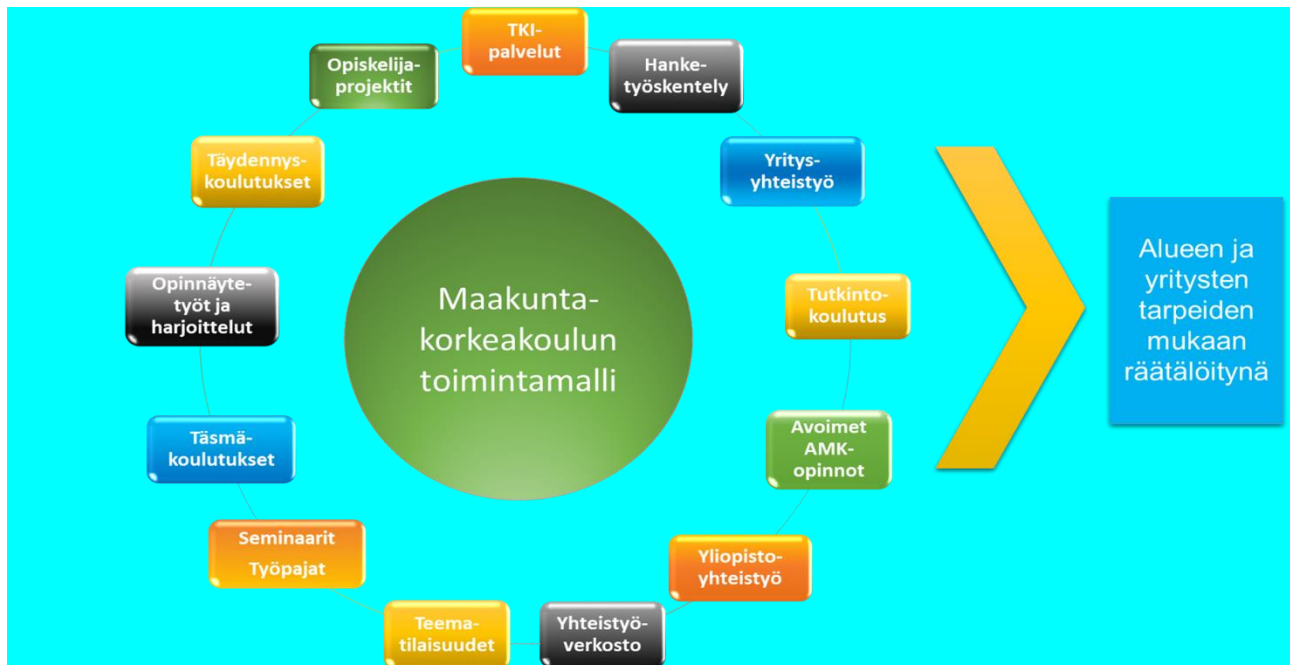 TKI-
palvelut
Hanke-
työskentely
Yritys-
yhteistyö
Tutkinto-
koulutus
Avoimet
AMK-
opinnot
Yliopisto-
yhteistyö
Yhteistyö-
verkosto
Teema-
tilaisuudet
Seminaarit
Työpajat
Täsmä-
koulutukset
Opinnäyte-
työt ja
harjoittelut
Täydennys-
koulutukset
Opiskelija-
projektit
Maakunta-
korkeakoulun
toimintamalli
Alueen ja
yritysten
tarpeiden
mukaan
räätälöitynä